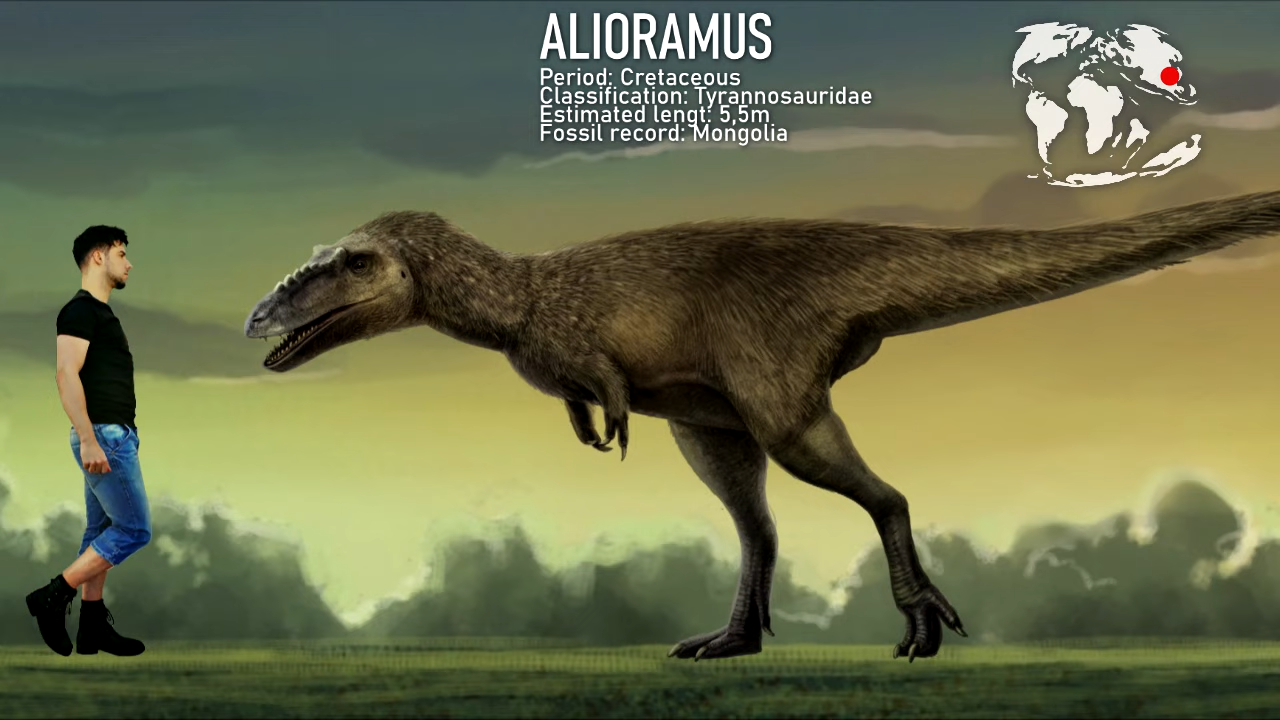 ALIORAMUS
Period: Cretaceous
Classification: Tyrannosauridae
Estimated lengt: 5,5m
Fossil record: Mongolia